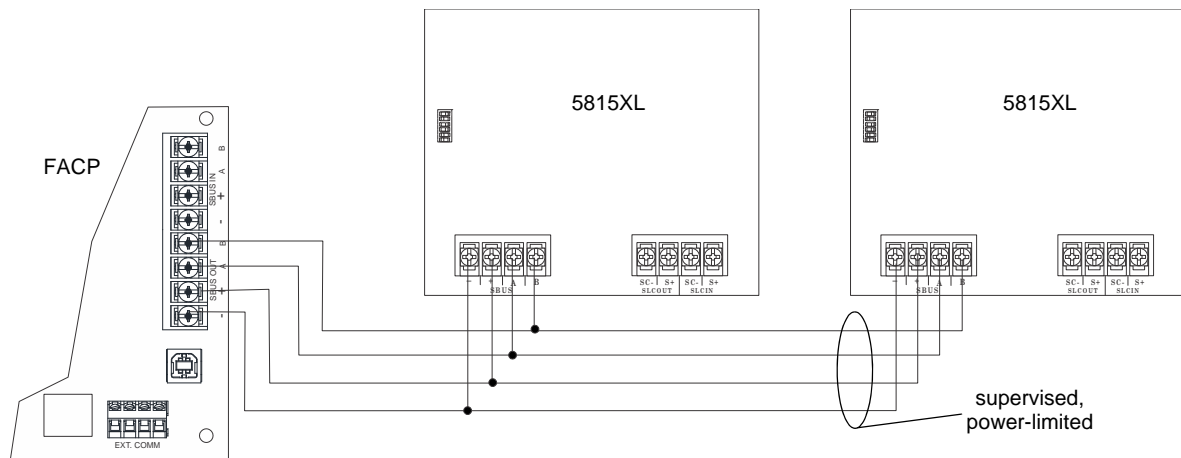 5815XL
5815XL
FACP
B
A
SBUS IN
+
-
B
A
SBUS OUT
+
-
EXT. COMM
− | + | A | B
SBUS
SC- | S+ | SC- | S+
SLCOUT | SLCIN
− | + | A | B
SBUS
SC- | S+ | SC- | S+
SLCOUT | SLCIN
supervised,
power-limited